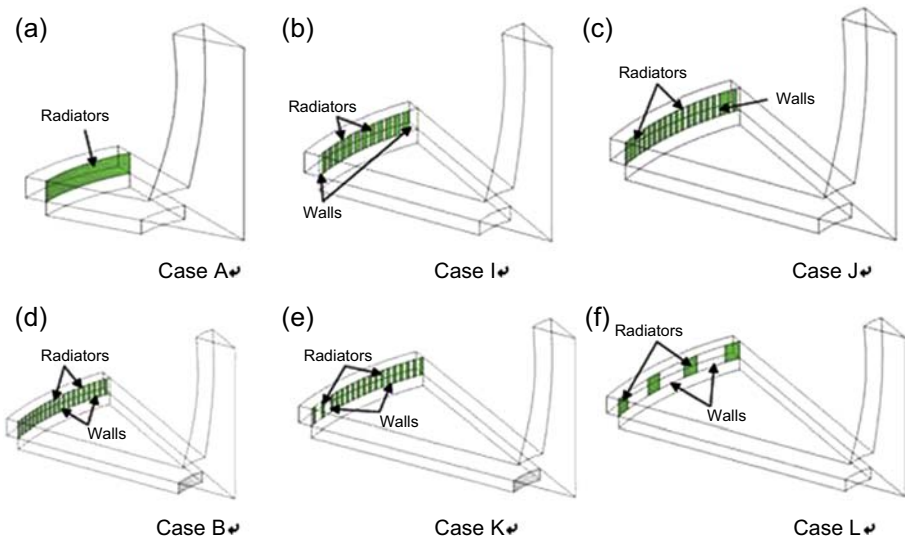 (a)
Radiators
Case A↵
(b)
Radiators
Walls
Case I↵
(c)
Radiators
Walls
Case J↵
(d)
Radiators
Walls
Case B↵
(e)
Radiators
Walls
Case K↵
(f)
Radiators
Walls
Case L↵